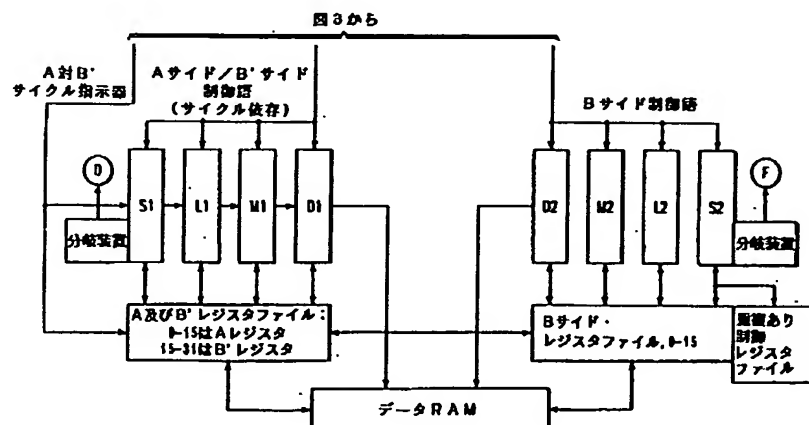 図3から
A対B'
サイクル指示器
Aサイド/B'サイド
制御語
(サイクル依存)
Bサイド制御語
D
S1
L1
M1
D1
D2
M2
L2
S2
F
分岐装置
分岐装置
A及びB'レジスタファイル:
0-15はAレジスタ
15-31はB'レジスタ
Bサイド・
レジスタファイル,0-15
あり
制御
レジスタ
ファイル
データRAM